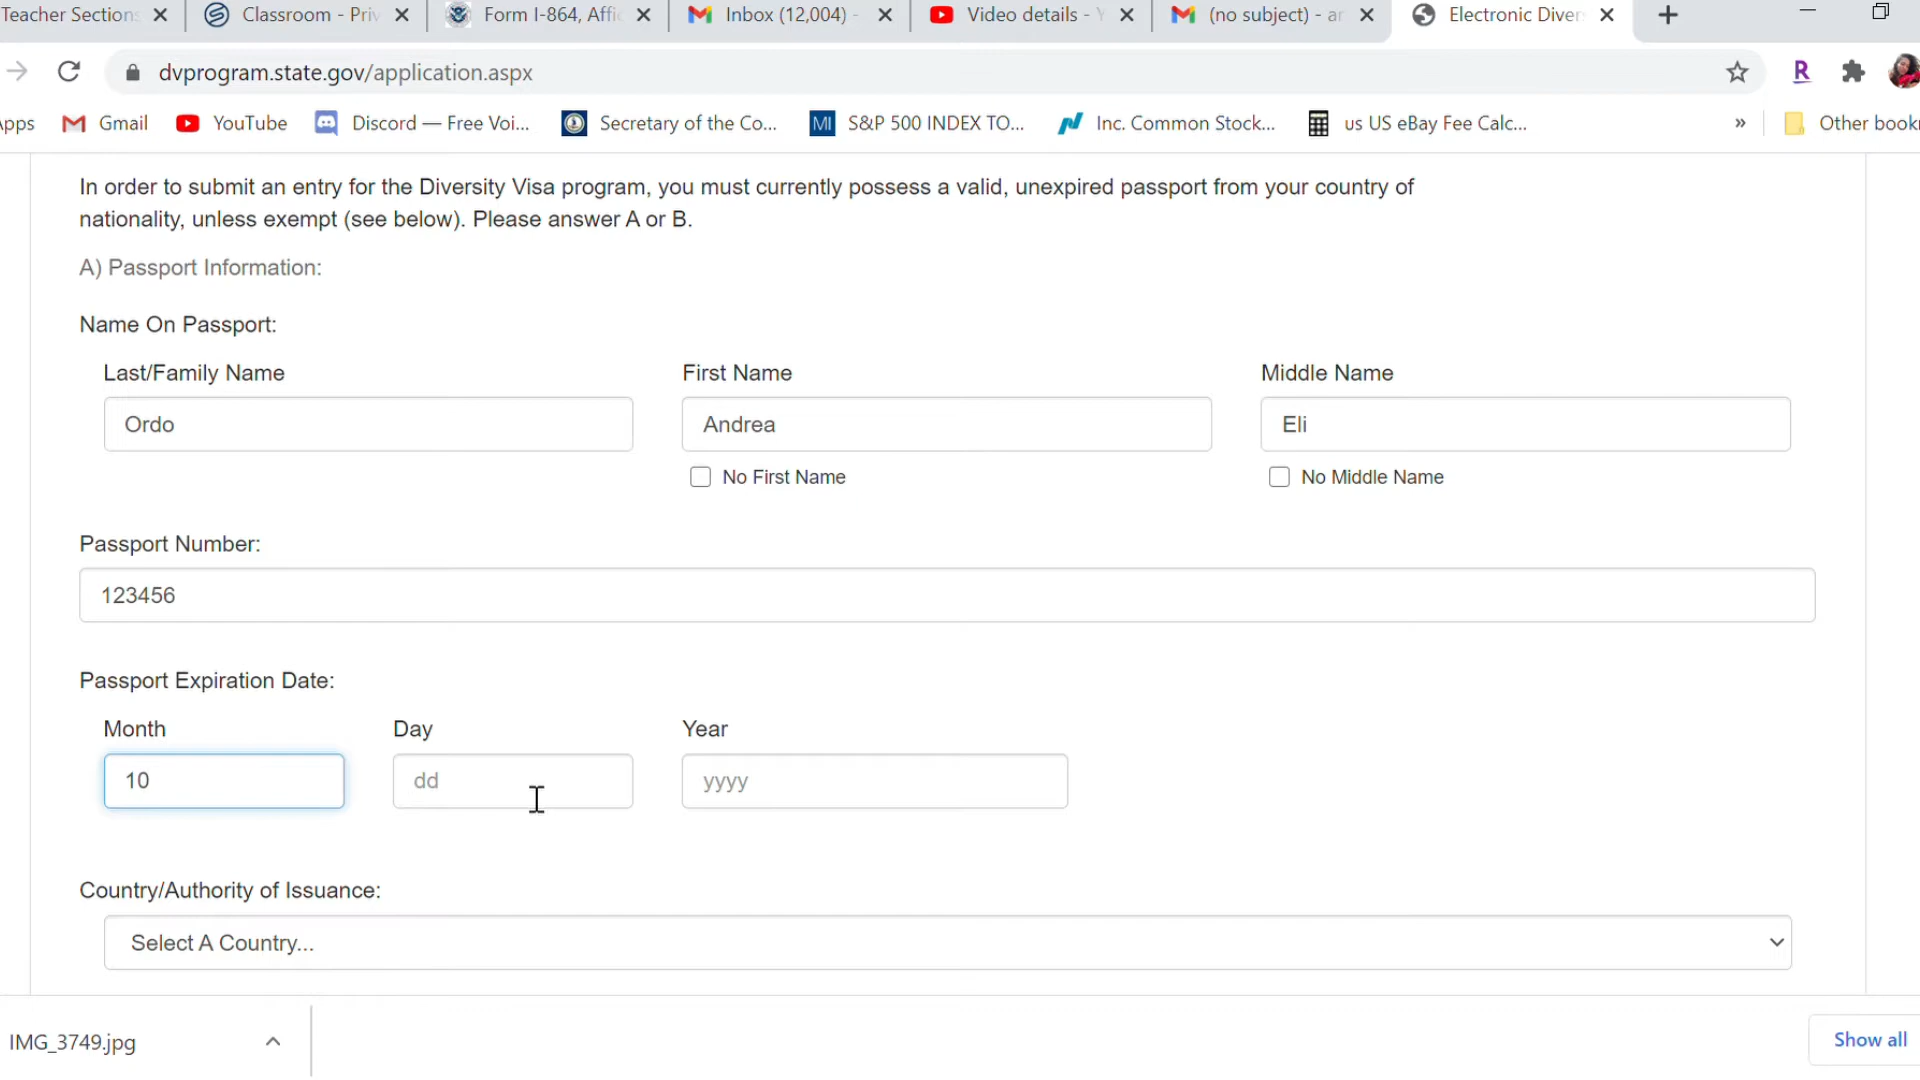 Teacher Sections
Classroom - Priv
Form I-864, Affi
Inbox (12,004) -
Video details - Y
(no subject) - ar
Electronic Diver
dvprogram.state.gov/application.aspx
R
pps
Gmail
YouTube
Discord — Free Voi...
Secretary of the Co...
MI
S&P 500 INDEX TO...
Inc. Common Stock...
us US eBay Fee Calc...
»
Other book
In order to submit an entry for the Diversity Visa program, you must currently possess a valid, unexpired passport from your country of
nationality, unless exempt (see below). Please answer A or B.
A) Passport Information:
Name On Passport:
Last/Family Name
First Name
Middle Name
Ordo
Andrea
Eli
No First Name
No Middle Name
Passport Number:
123456
Passport Expiration Date:
Month
Day
Year
10
dd
yyyy
Country/Authority of Issuance:
Select A Country...
IMG_3749.jpg
Show all